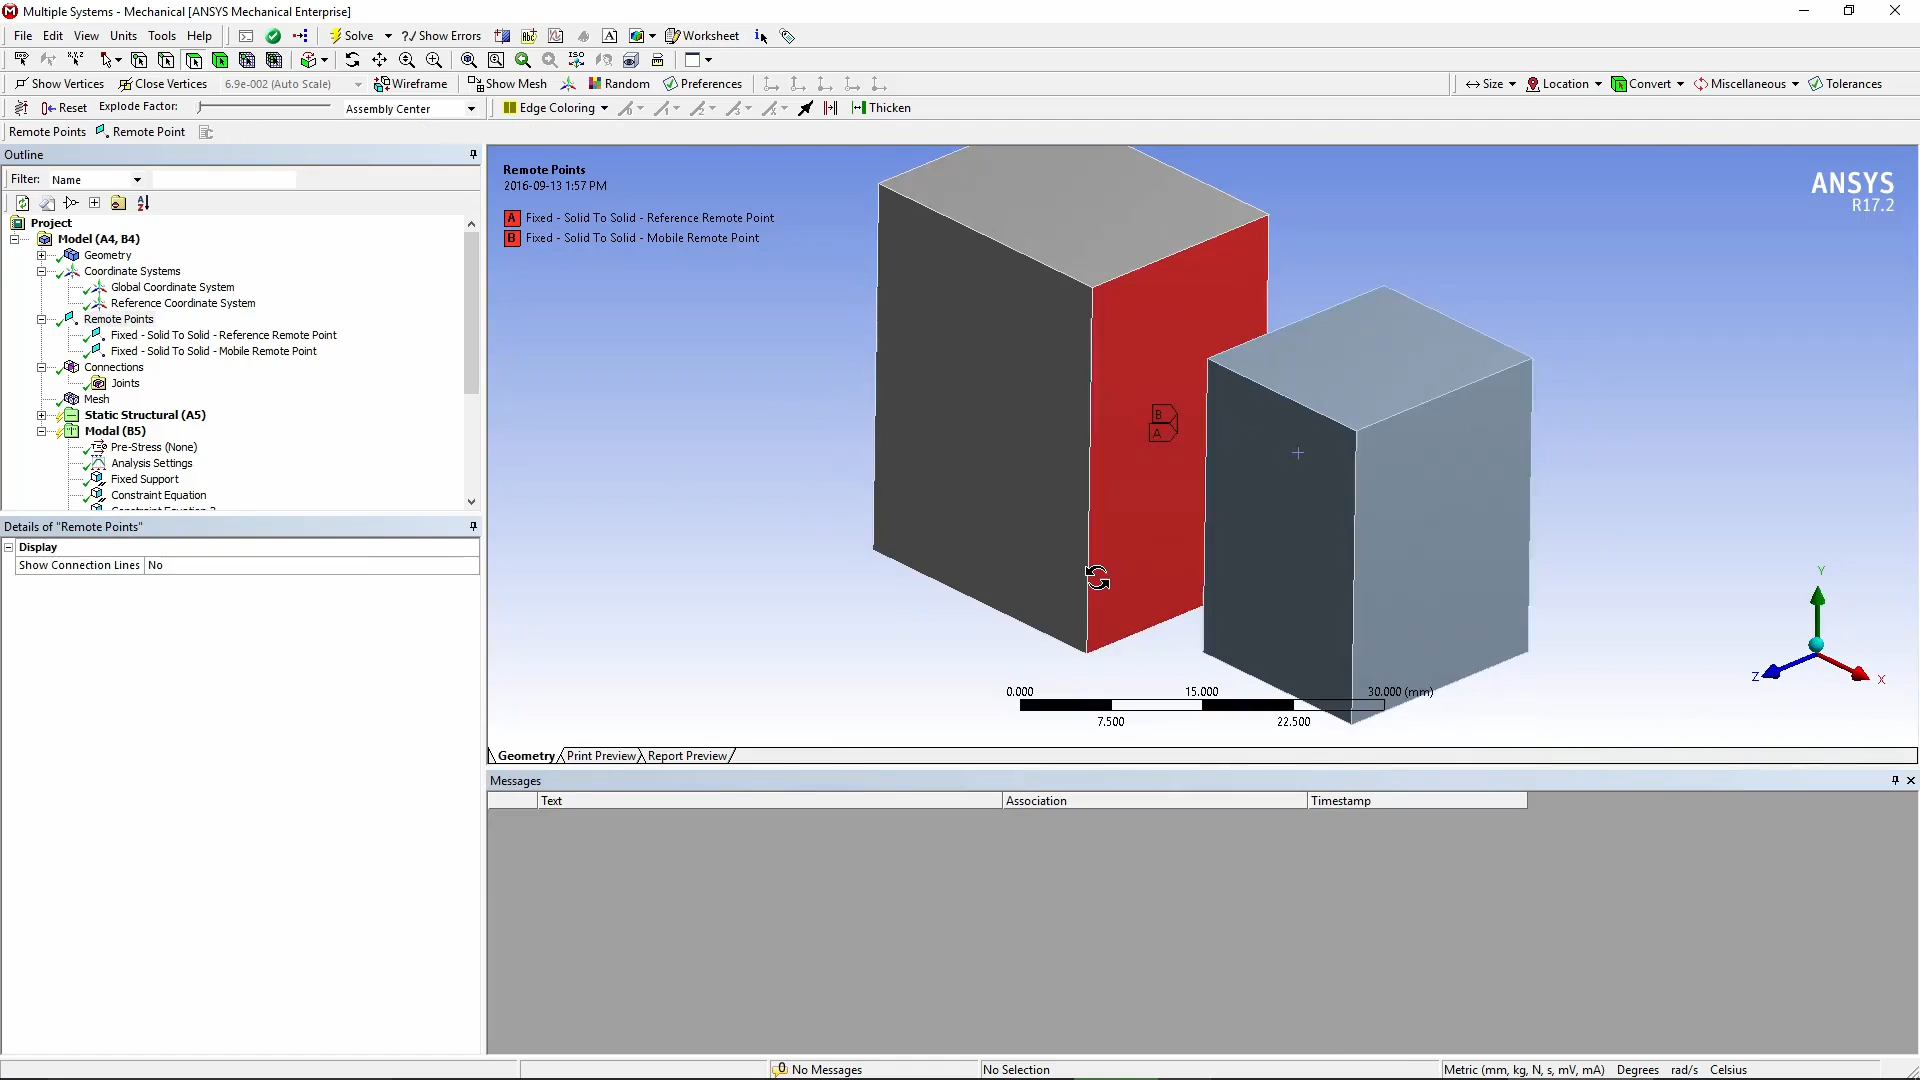 Multiple Systems - Mechanical [ANSYS Mechanical Enterprise]
File Edit View Units Tools Help Solve ?/ Show Errors Worksheet
Show Vertices Close Vertices 6.9e-002 (Auto Scale) Wireframe Show Mesh Random Preferences Size Location Convert Miscellaneous Tolerances
Reset Explode Factor: Assembly Center Edge Coloring Thicken
Remote Points Remote Point
Outline
Filter: Name
Project
Model (A4, B4)
Geometry
Coordinate Systems
Global Coordinate System
Reference Coordinate System
Remote Points
Fixed - Solid To Solid - Reference Remote Point
Fixed - Solid To Solid - Mobile Remote Point
Connections
Joints
Mesh
Static Structural (A5)
Modal (B5)
Pre-Stress (None)
Analysis Settings
Fixed Support
Constraint Equation
Details of "Remote Points"
Display
Show Connection Lines No
Remote Points
2016-09-13 1:57 PM
A Fixed - Solid To Solid - Reference Remote Point
B Fixed - Solid To Solid - Mobile Remote Point
ANSYS
R17.2
B
A
Y
Z
X
0.000 15.000 30.000 (mm)
7.500 22.500
Geometry Print Preview Report Preview
Messages
Text Association Timestamp
0 No Messages No Selection Metric (mm, kg, N, s, mV, mA) Degrees rad/s Celsius